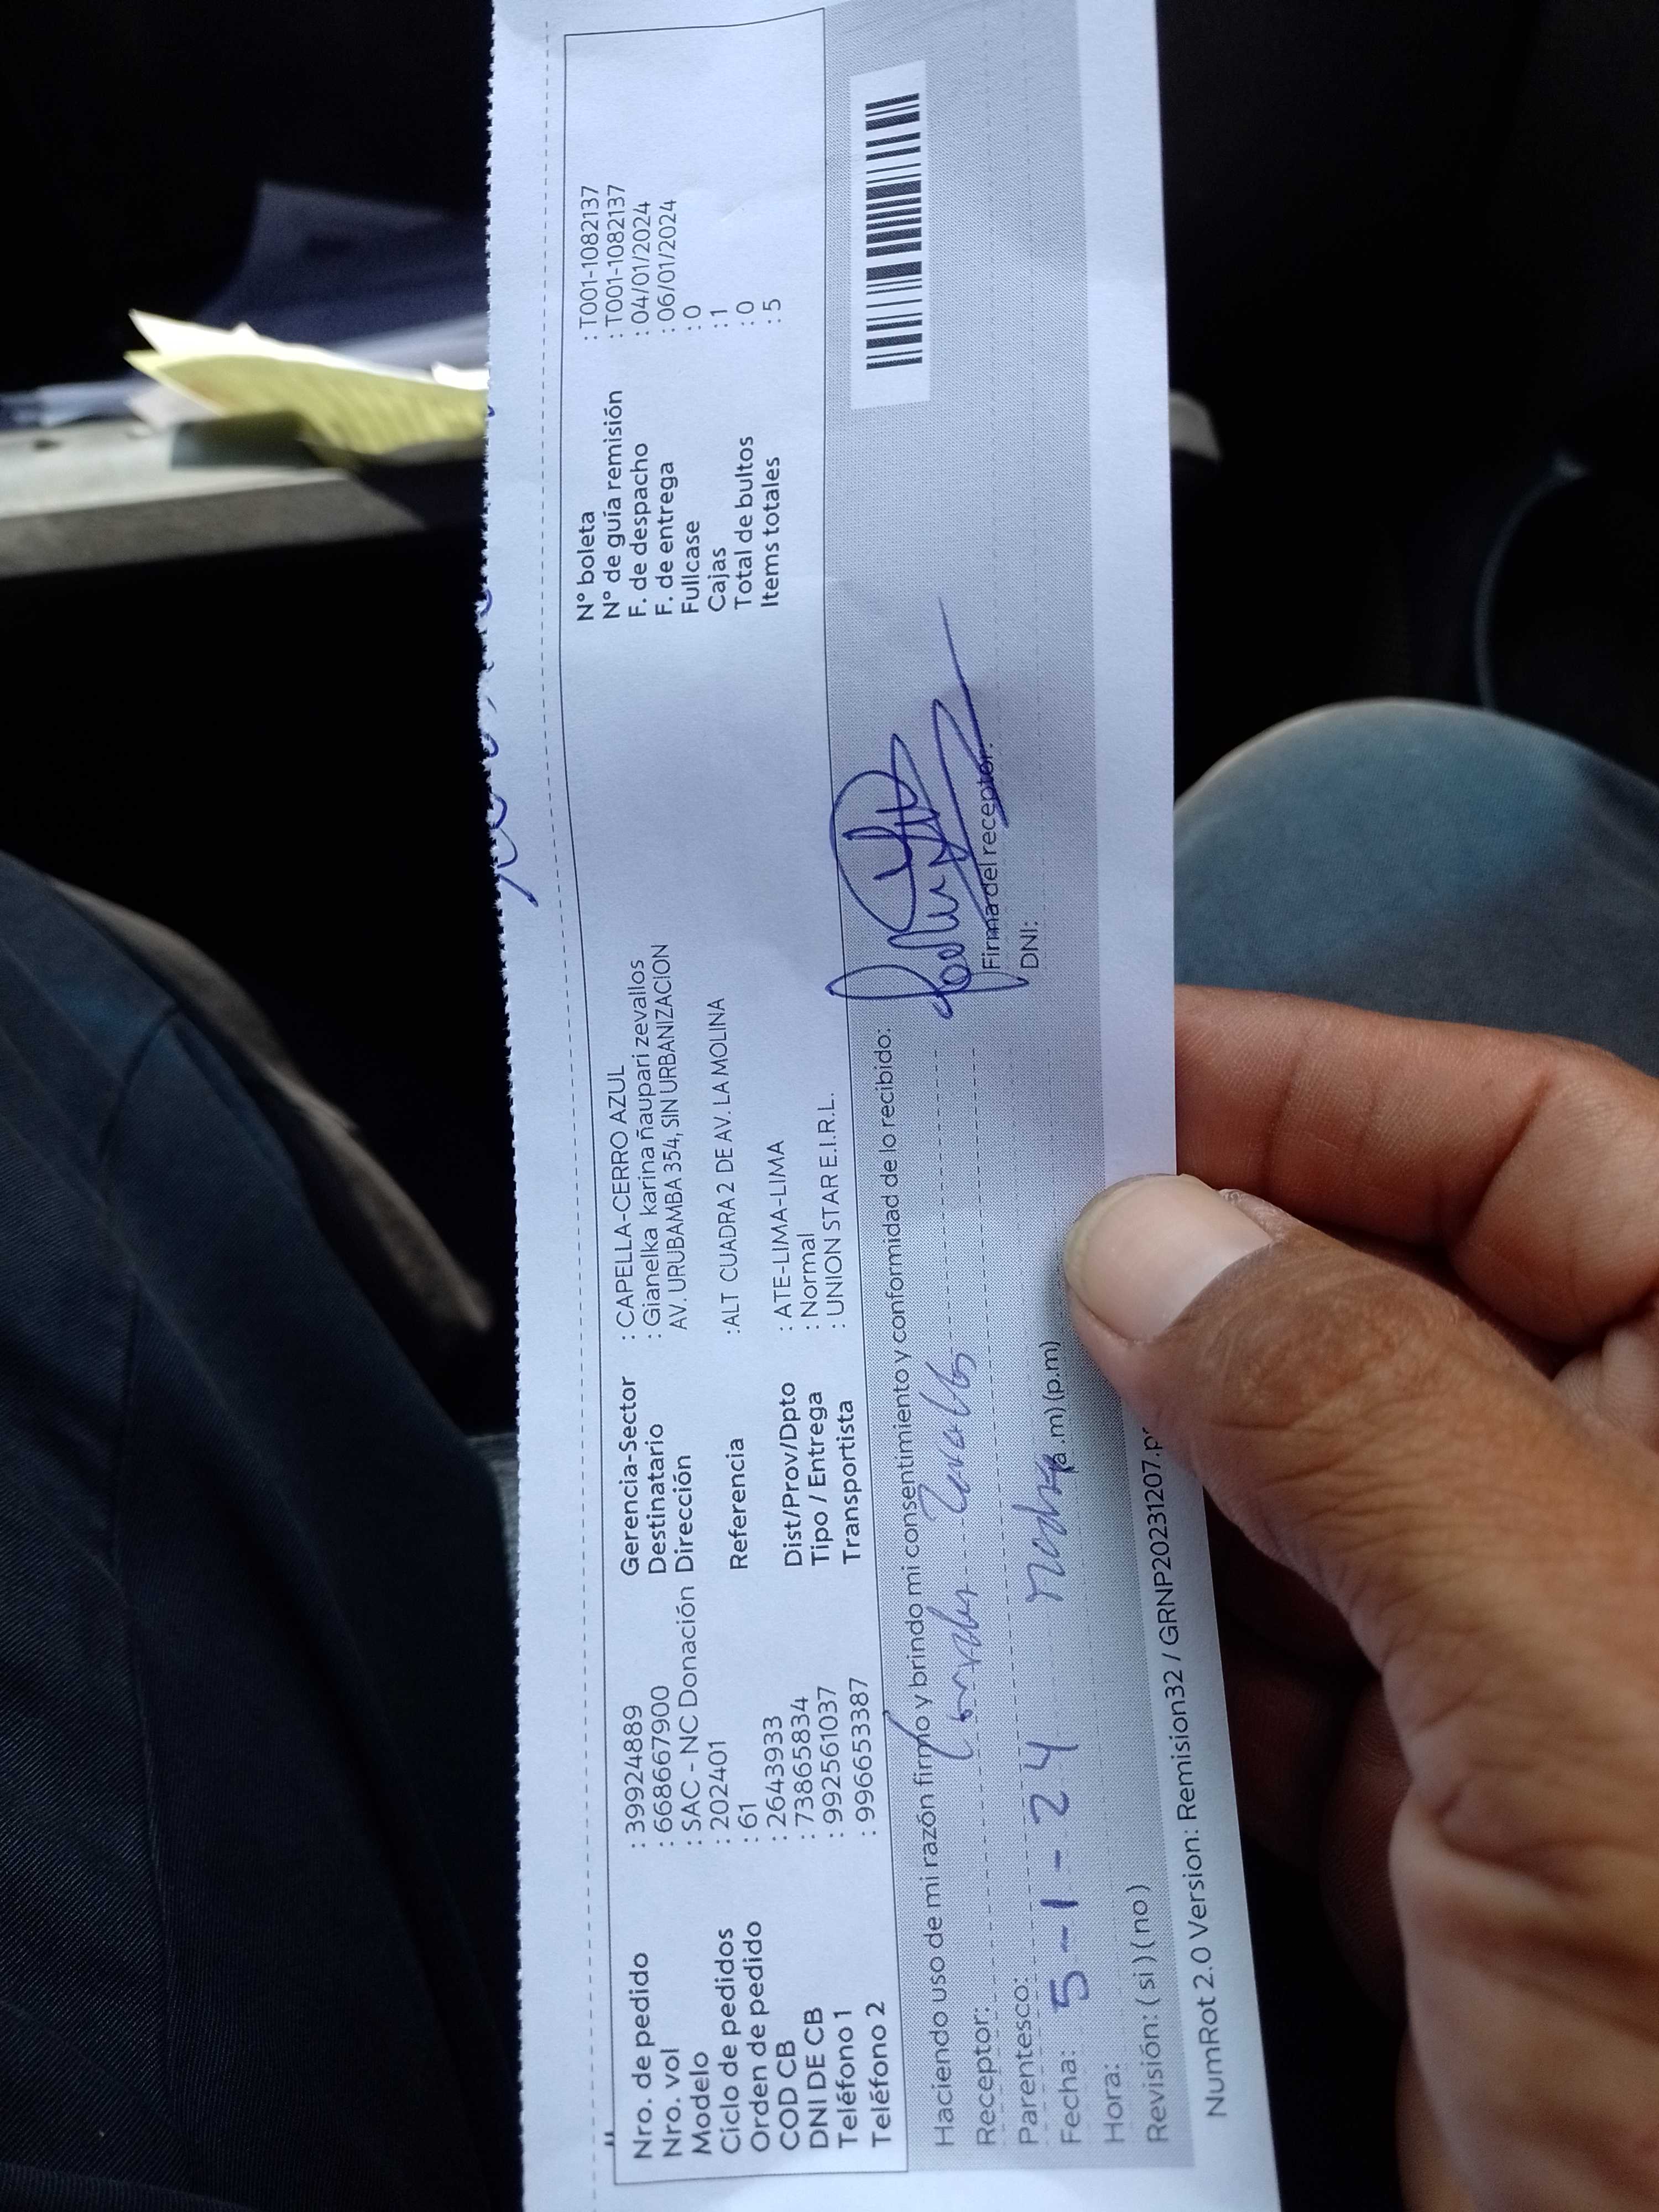 Nro. de pedido : 39924889
Nro. vol : 668667900
Modelo : SAC - NC Donación
Ciclo de pedidos : 202401
Orden de pedido : 61
COD CB : 2643933
DNI DE CB : 73865834
Teléfono 1 : 992561037
Teléfono 2 : 996653387
Gerencia-Sector : CAPELLA-CERRO AZUL
Destinatario : Gianelka karina ñaupari zevallos
Dirección AV. URUBAMBA 354, SIN URBANIZACION
Referencia :ALT CUADRA 2 DE AV. LA MOLINA
Dist/Prov/Dpto : ATE-LIMA-LIMA
Tipo / Entrega : Normal
Transportista : UNION STAR E.I.R.L.
N° boleta : T001-1082137
N° de guía remisión : T001-1082137
F. de despacho : 04/01/2024
F. de entrega : 06/01/2024
Fullcase : 0
Cajas : 1
Total de bultos : 0
Items totales : 5
Haciendo uso de mi razón firmo y brindo mi consentimiento y conformidad de lo recibido:
Receptor:
Parentesco:
Fecha: 5-1-24
Hora: (a.m) (p.m)
Revisión: ( si ) ( no )
Firma del receptor.
DNI:
NumRot 2.0 Version: Remision32 / GRNP20231207.pr